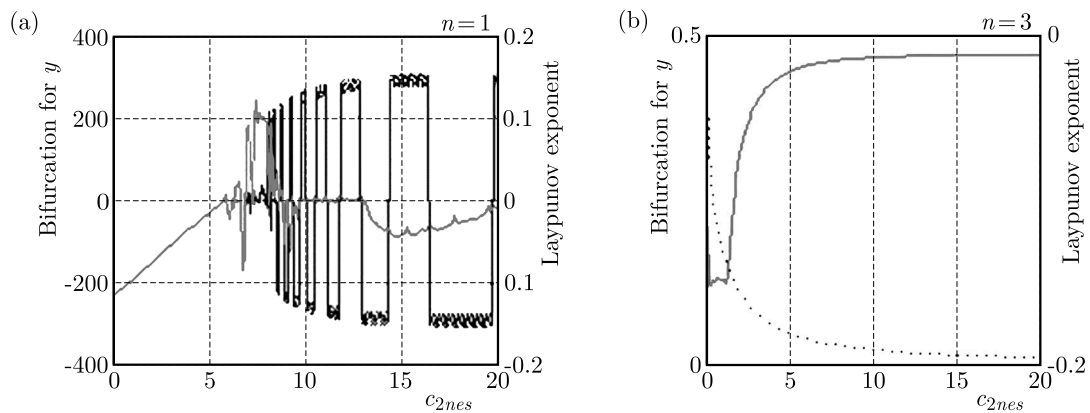 (a)
n = 1
400
200
0
-200
-400
Bifurcation for y
0.2
0.1
0
0.1
-0.2
Laypunov exponent
0
5
10
15
20
c2nes
(b)
n = 3
0.5
0
Bifurcation for y
0
-0.2
Laypunov exponent
0
5
10
15
20
c2nes